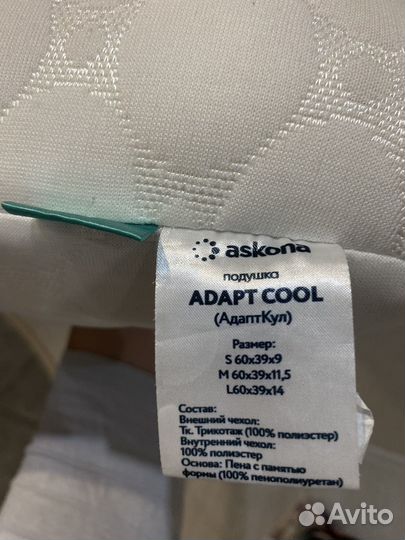 askona
подушка
ADAPT COOL
(АдаптКул)
Размер:
S 60x39x9
M 60x39x11,5
L60x39x14
Состав:
Внешний чехол:
Тк. Трикотаж (100% полиэстер)
Внутренний чехол:
100% полиэстер
Основа: Пена с памятью
формы (100% пенополиуретан)
Avito